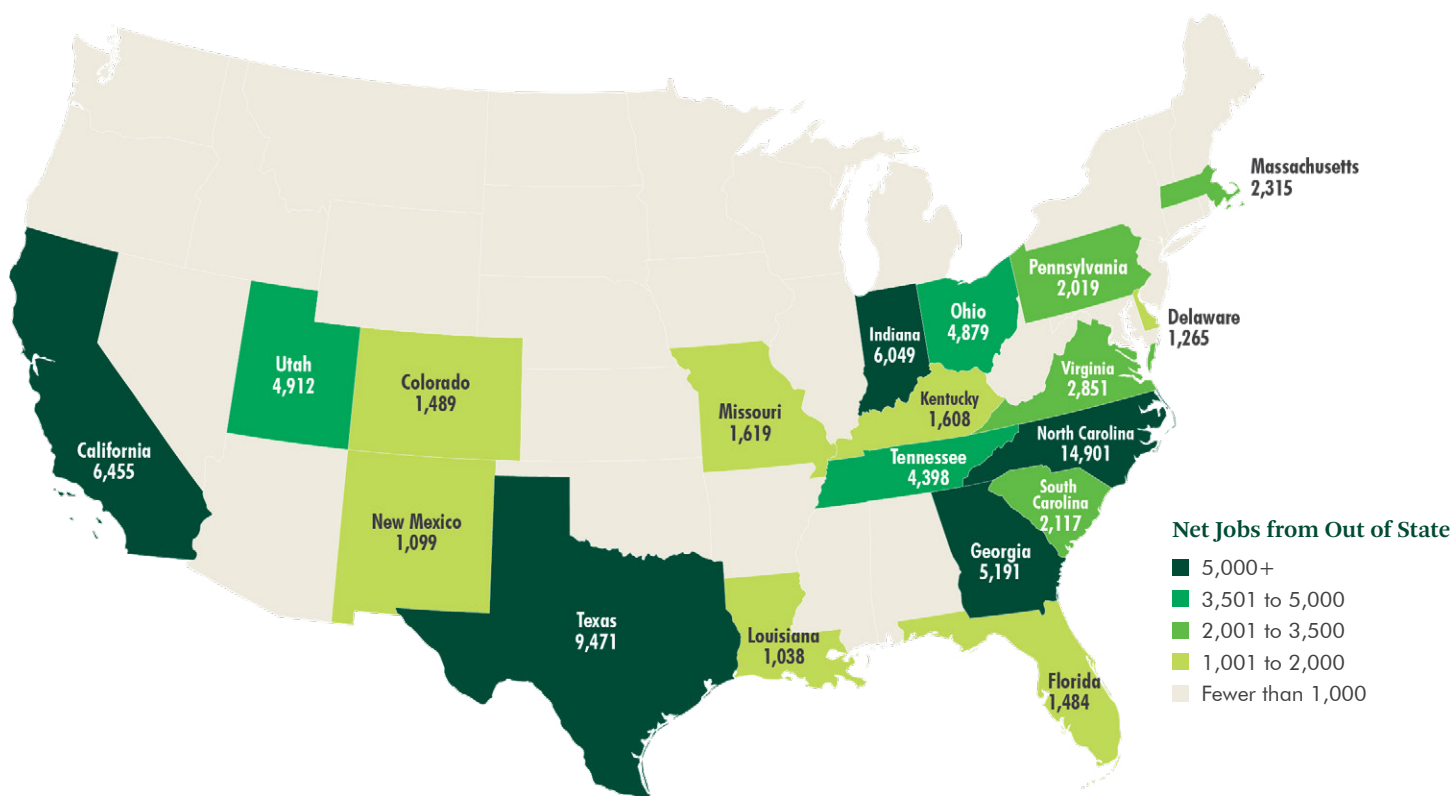 Massachusetts
2,315
Pennsylvania
2,019
Delaware
1,265
Ohio
4,879
Indiana
6,049
Virginia
2,851
Utah
4,912
Colorado
1,489
Kentucky
1,608
Missouri
1,619
North Carolina
14,901
California
6,455
Tennessee
4,398
South
Carolina
2,117
New Mexico
1,099
Georgia
5,191
Texas
9,471
Louisiana
1,038
Florida
1,484
Net Jobs from Out of State
5,000+
3,501 to 5,000
2,001 to 3,500
1,001 to 2,000
Fewer than 1,000